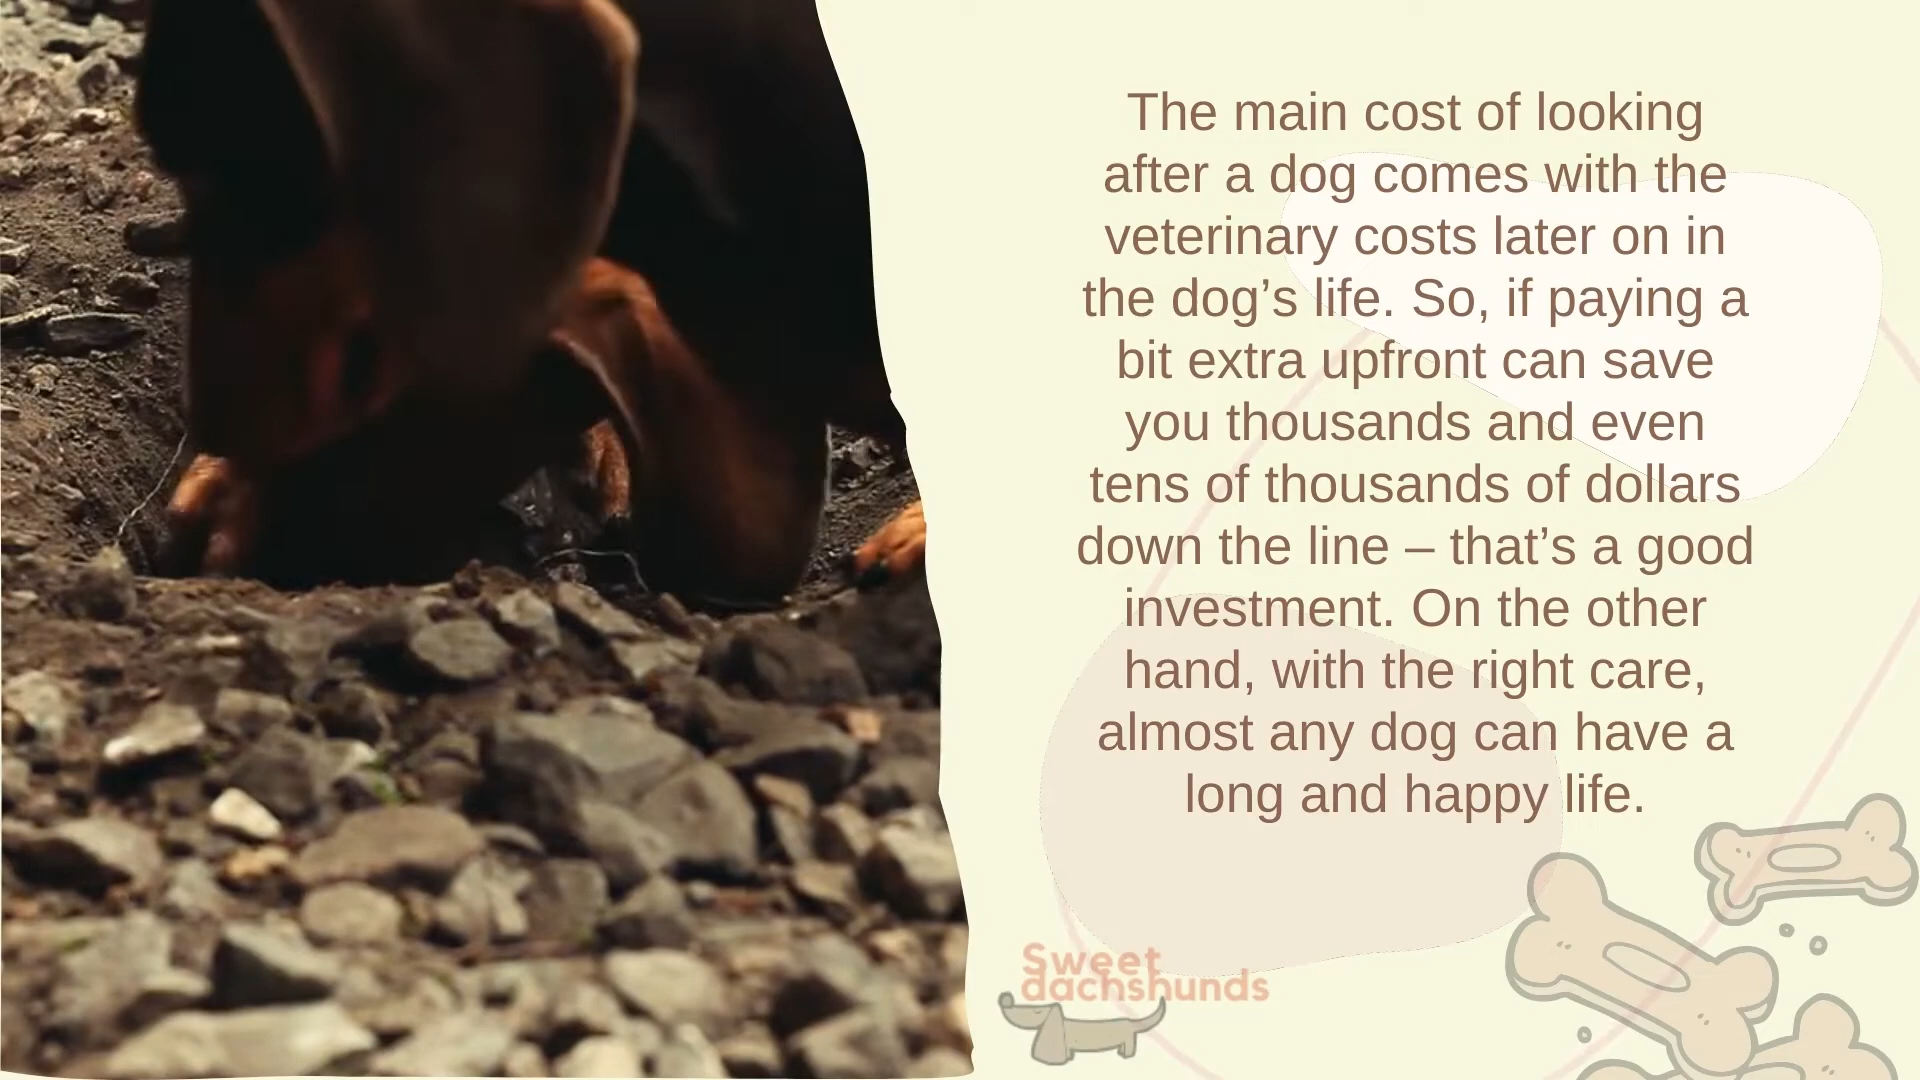 The main cost of looking
after a dog comes with the
veterinary costs later on in
the dog’s life. So, if paying a
bit extra upfront can save
you thousands and even
tens of thousands of dollars
down the line – that’s a good
investment. On the other
hand, with the right care,
almost any dog can have a
long and happy life.
Sweet
dachshunds